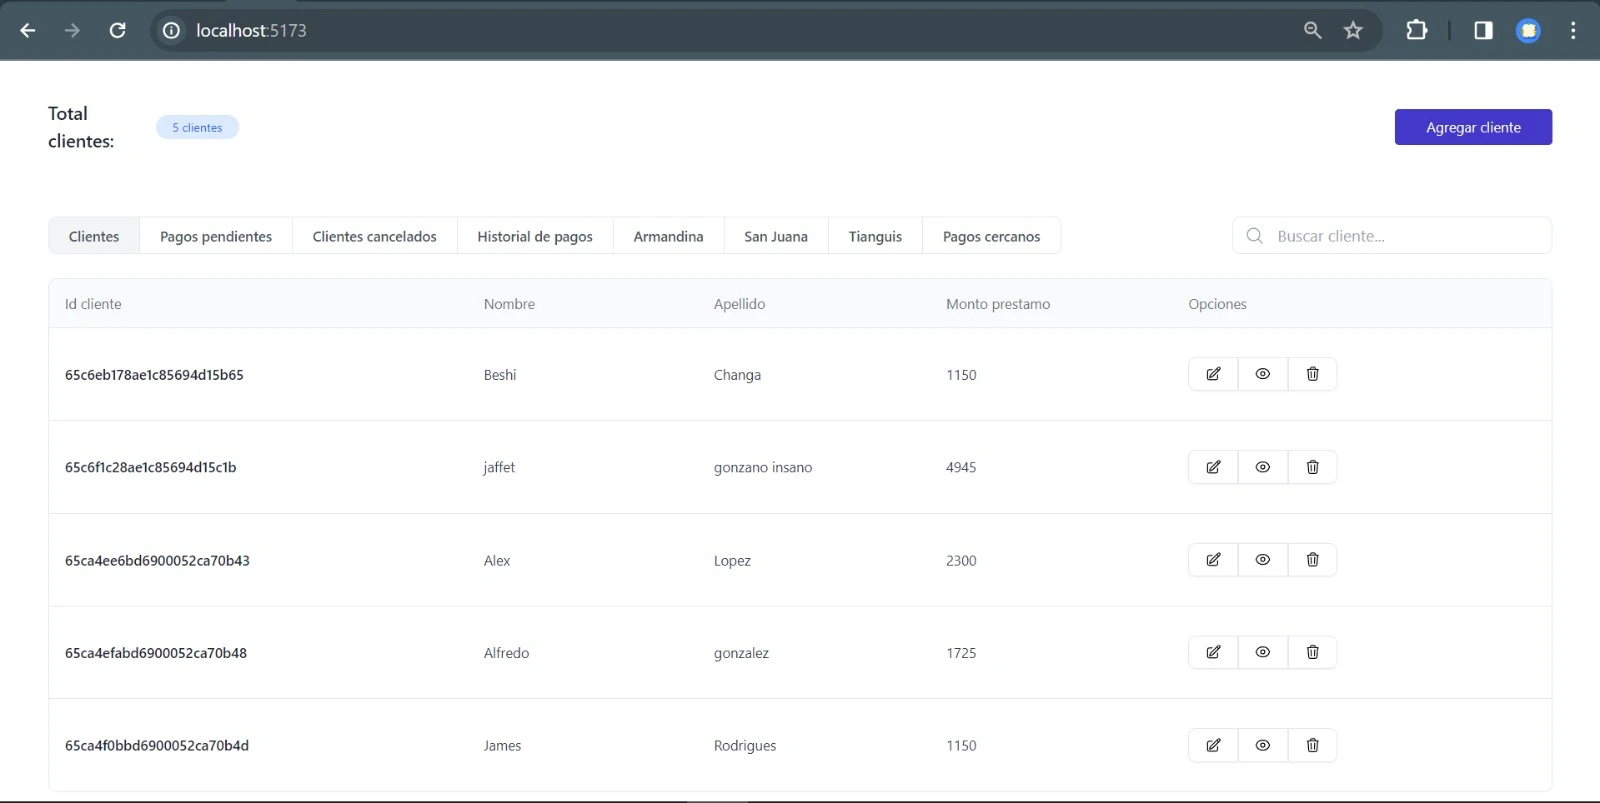 localhost:5173
Total
clientes:
5 clientes
Agregar cliente
Clientes Pagos pendientes Clientes cancelados Historial de pagos Armandina San Juana Tianguis Pagos cercanos
Buscar cliente...
Id cliente Nombre Apellido Monto prestamo Opciones
65c6eb178ae1c85694d15b65 Beshi Changa 1150
65c6f1c28ae1c85694d15c1b jaffet gonzano insano 4945
65ca4ee6bd6900052ca70b43 Alex Lopez 2300
65ca4efabd6900052ca70b48 Alfredo gonzalez 1725
65ca4f0bbd6900052ca70b4d James Rodrigues 1150